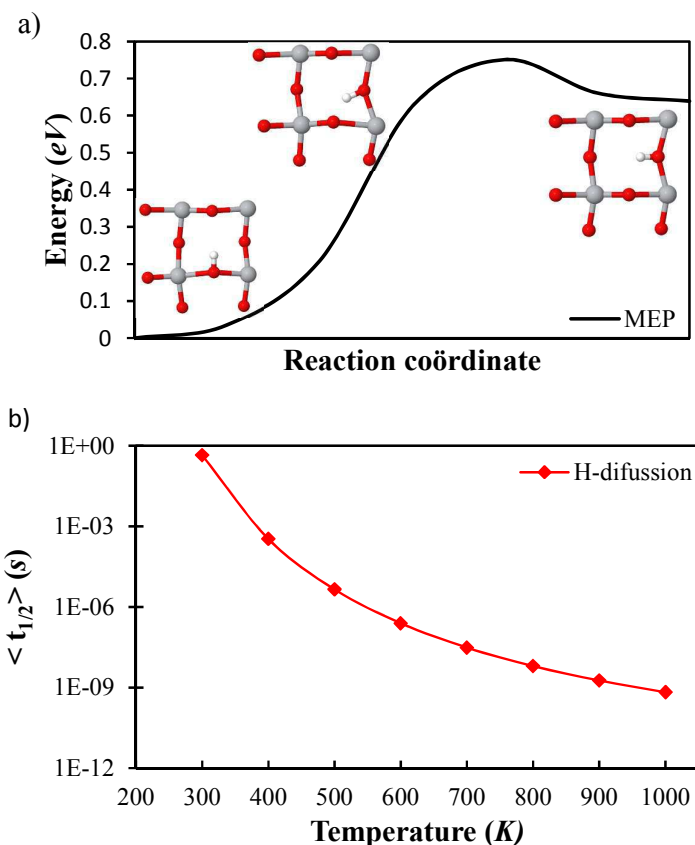 a)
0.8
0.7
0.6
0.5
0.4
0.3
0.2
0.1
0
Energy (eV)
MEP
Reaction coördinate
b)
1E+00
1E-03
1E-06
1E-09
1E-12
< t1/2> (s)
H-difussion
200 300 400 500 600 700 800 900 1000
Temperature (K)